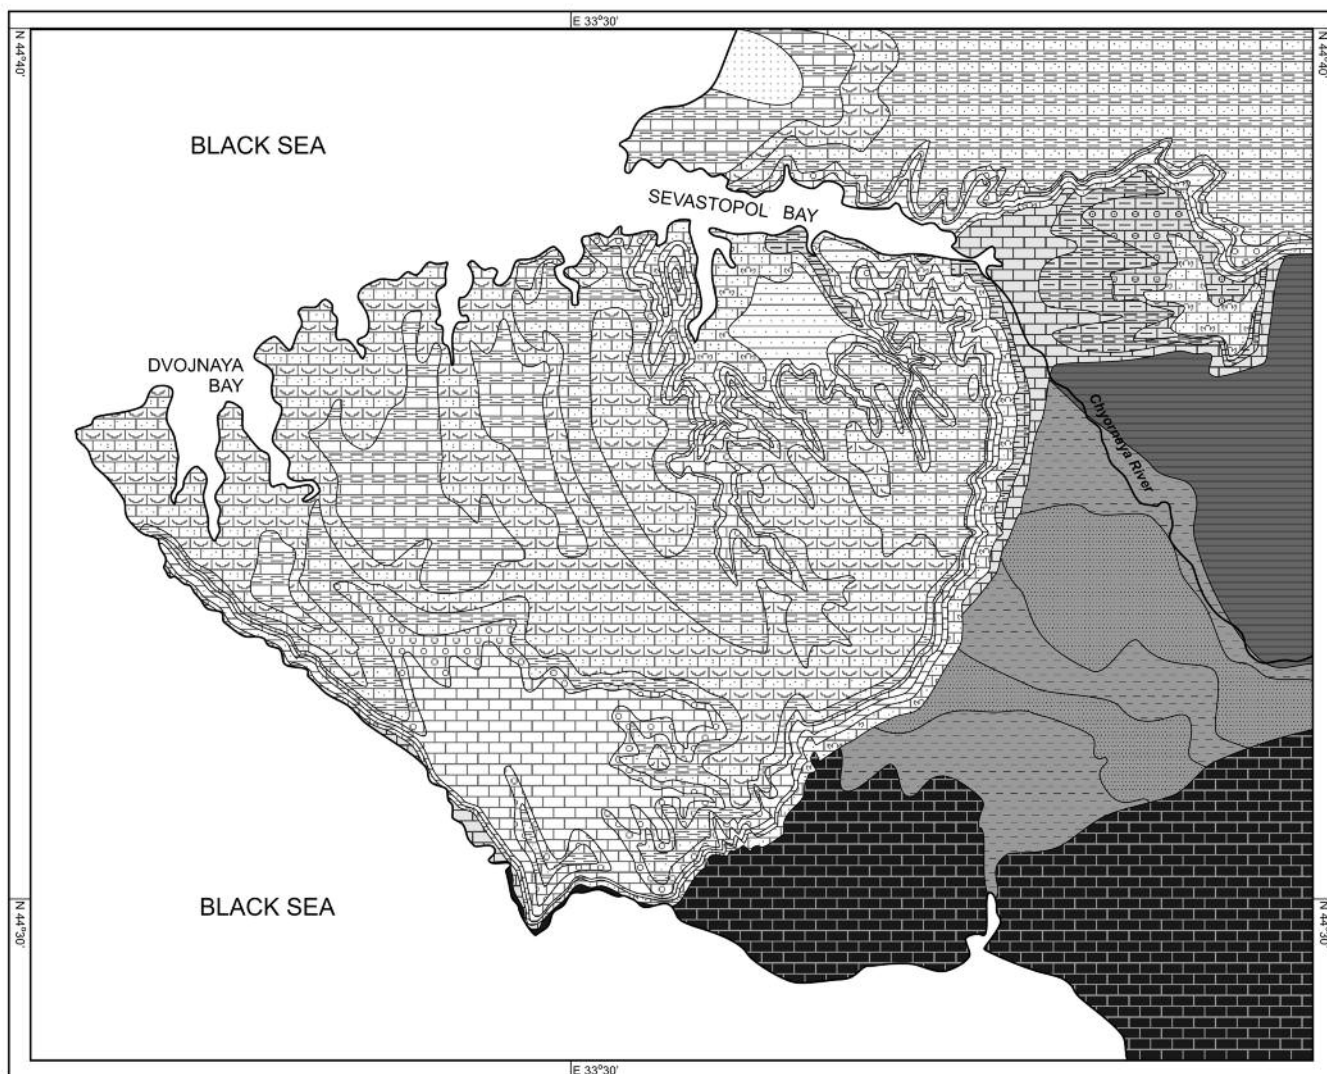 E 33°30'
N 44°40'
N 44°40'
BLACK SEA
SEVASTOPOL BAY
DVOJNAYA
BAY
Chyornaya River
BLACK SEA
N 44°30'
N 44°30'
E 33°30'